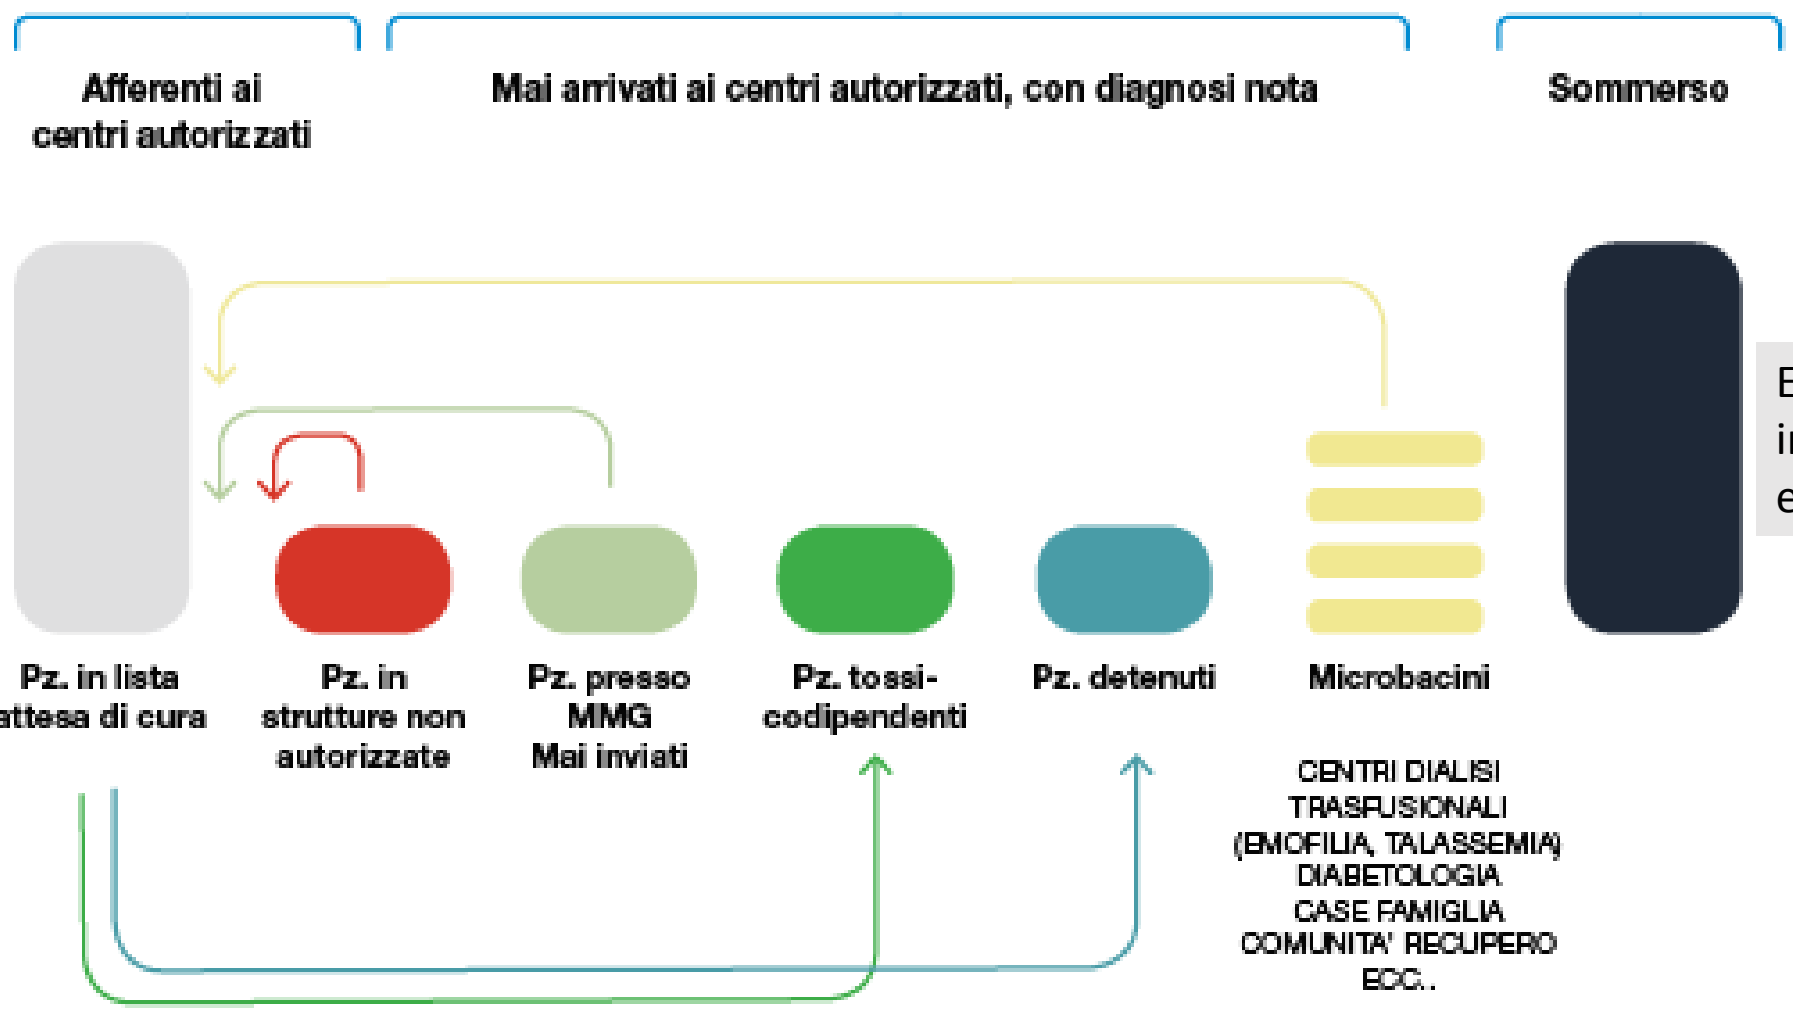 Afferenti ai
centri autorizzati
Mai arrivati ai centri autorizzati, con diagnosi nota
Sommerso
Pz. in lista
attesa di cura
Pz. in
strutture non
autorizzate
Pz. presso
MMG
Mai inviati
Pz. tossi-
codipendenti
Pz. detenuti
Microbacini
CENTRI DIALISI
TRASFUSIONALI
(EMOFILIA, TALASSEMIA)
DIABETOLOGIA
CASE FAMIGLIA
COMUNITA' RECUPERO
ECC..